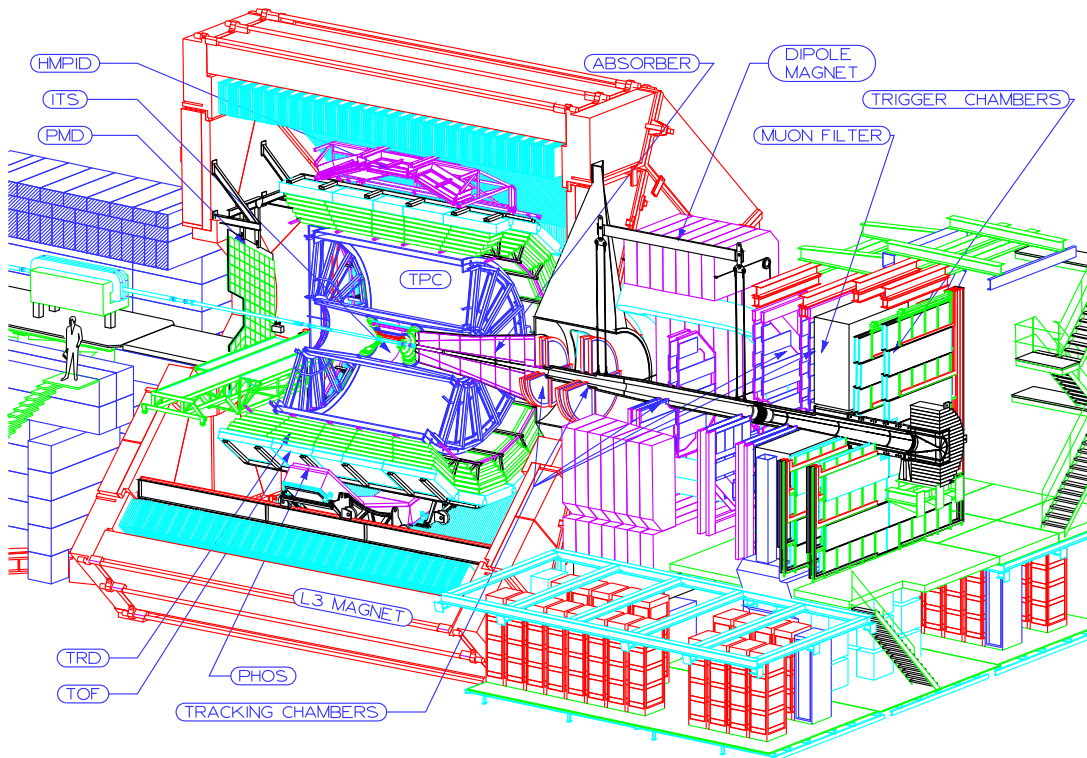 HMPID
ITS
PMD
ABSORBER
DIPOLE
MAGNET
TRIGGER CHAMBERS
MUON FILTER
TPC
L3 MAGNET
TRD
TOF
PHOS
TRACKING CHAMBERS